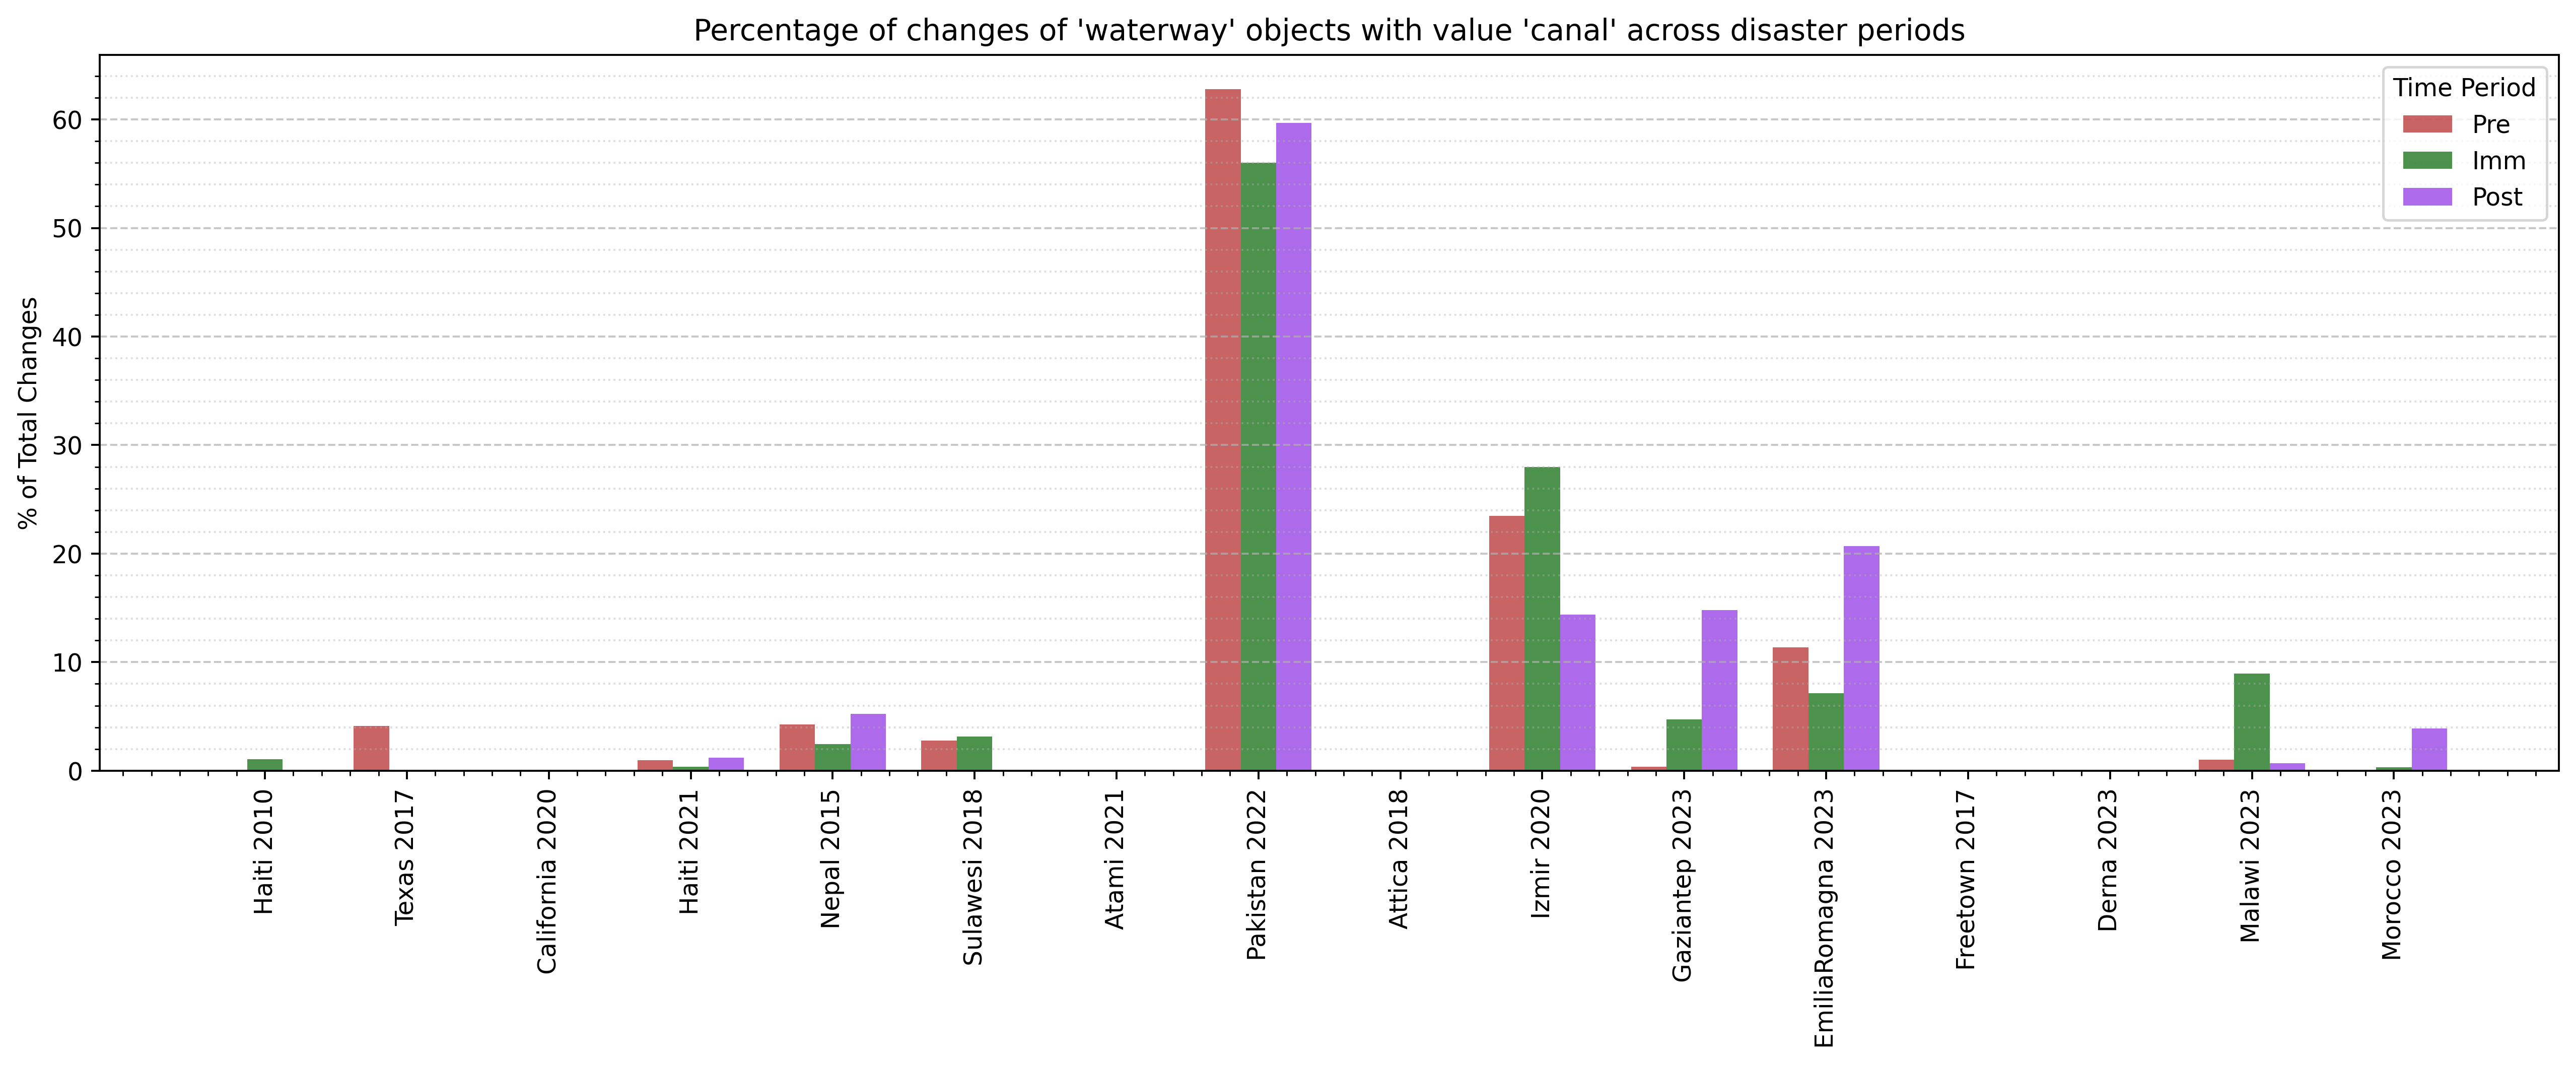 Percentage of changes of 'waterway' objects with value 'canal' across disaster periods
% of Total Changes
60
50
40
30
20
10
0
Time Period
Pre
Imm
Post
Haiti 2010
Texas 2017
California 2020
Haiti 2021
Nepal 2015
Sulawesi 2018
Atami 2021
Pakistan 2022
Attica 2018
Izmir 2020
Gaziantep 2023
EmiliaRomagna 2023
Freetown 2017
Derna 2023
Malawi 2023
Morocco 2023